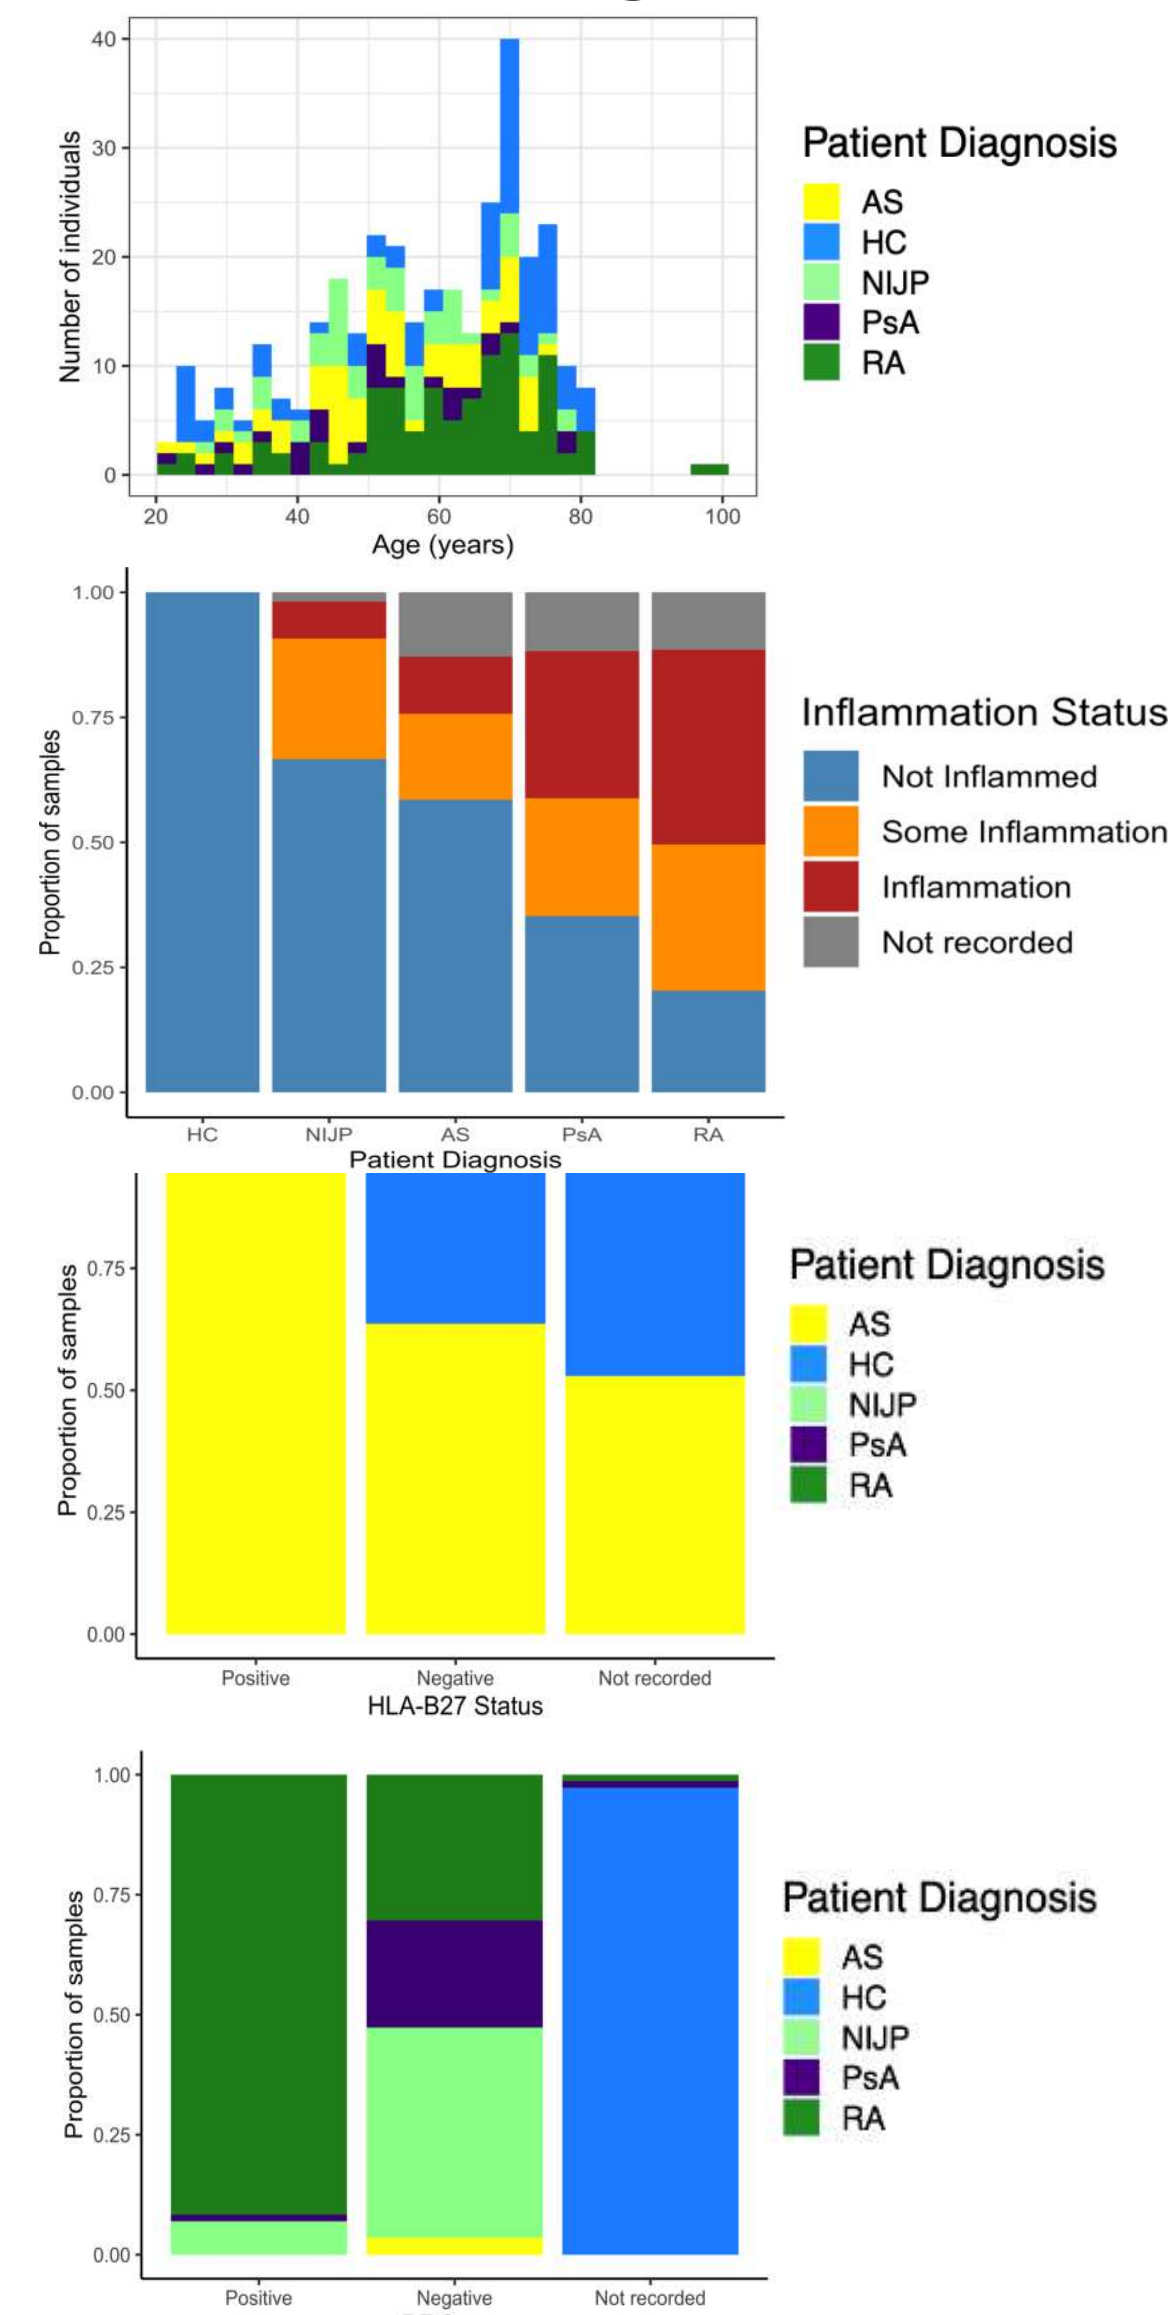 40
30
20
10
0
Number of individuals
20 40 60 80 100
Age (years)
Patient Diagnosis
AS
HC
NIJP
PsA
RA
1.00
0.75
0.50
0.25
0.00
Proportion of samples
HC NIJP AS PsA RA
Patient Diagnosis
Inflammation Status
Not Inflammed
Some Inflammation
Inflammation
Not recorded
0.75
0.50
0.25
0.00
Proportion of samples
Positive Negative Not recorded
HLA-B27 Status
Patient Diagnosis
AS
HC
NIJP
PsA
RA
1.00
0.75
0.50
0.25
0.00
Proportion of samples
Positive Negative Not recorded
Patient Diagnosis
AS
HC
NIJP
PsA
RA